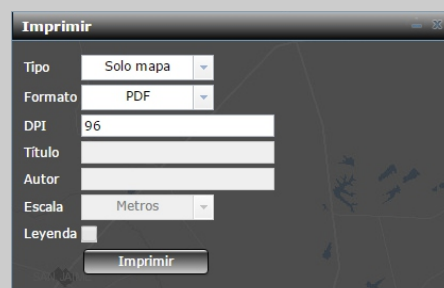 Imprimir
Tipo Solo mapa
Formato PDF
DPI 96
Título
Autor
Escala Metros
Leyenda
Imprimir